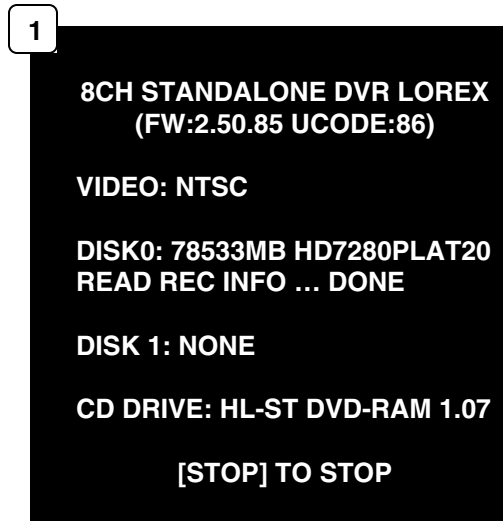 1
8CH STANDALONE DVR LOREX
(FW:2.50.85 UCODE:86)
VIDEO: NTSC
DISK0: 78533MB HD7280PLAT20
READ REC INFO … DONE
DISK 1: NONE
CD DRIVE: HL-ST DVD-RAM 1.07
[STOP] TO STOP